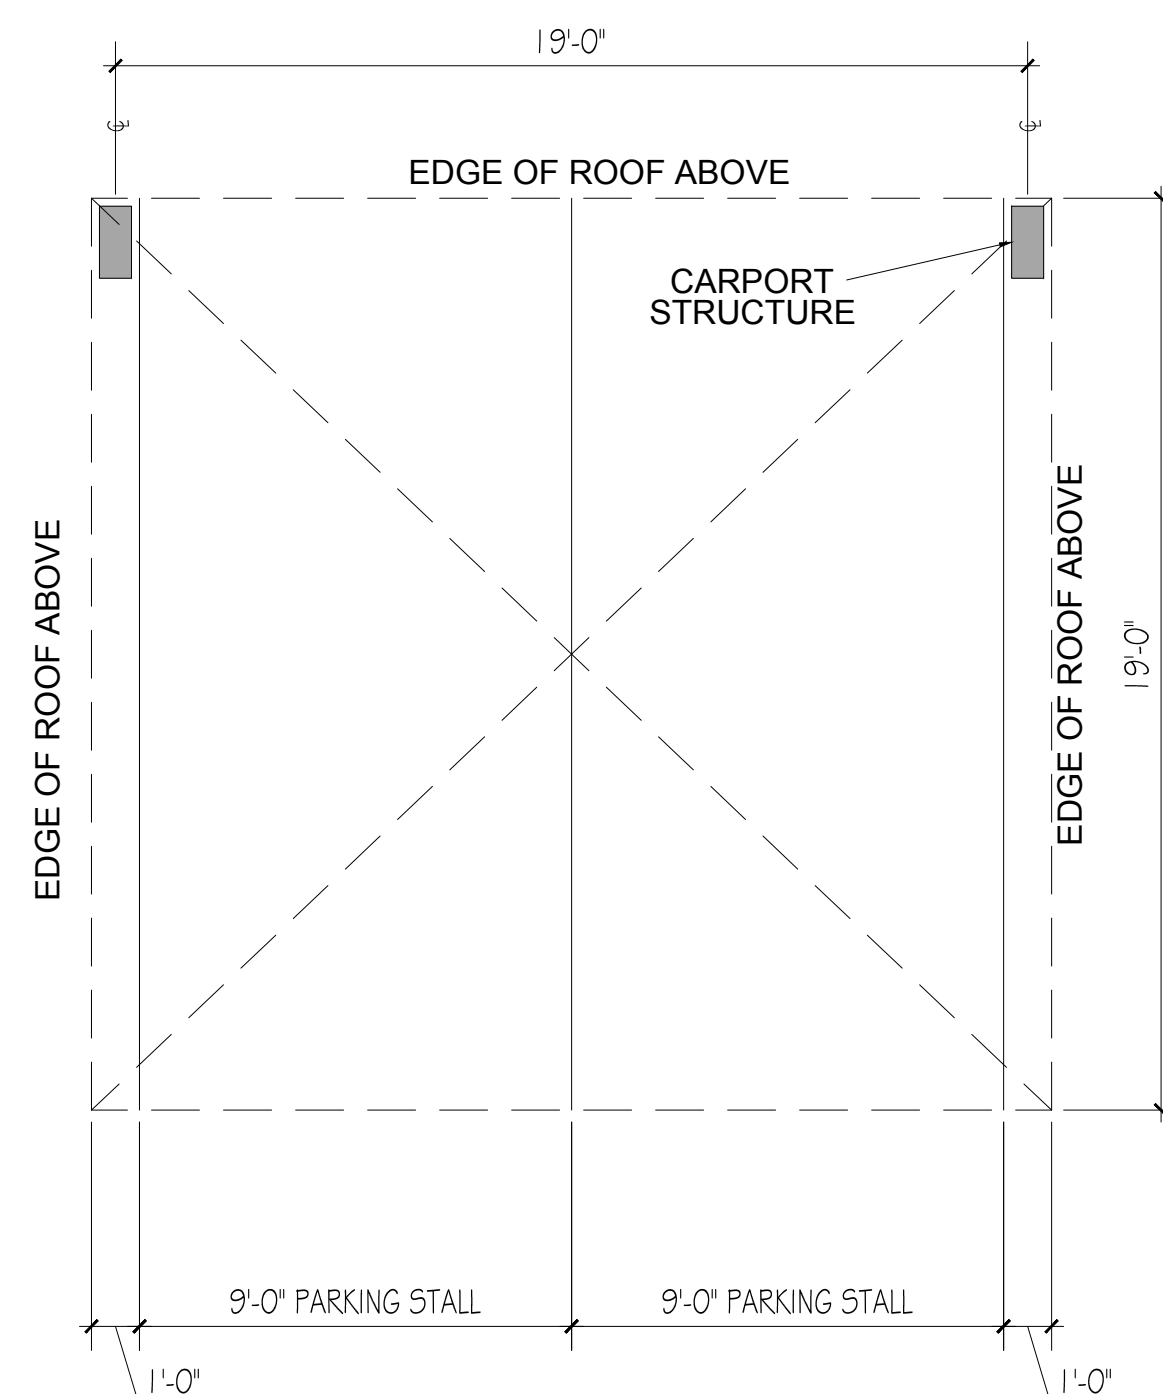 19'-0"
℄ ℄
EDGE OF ROOF ABOVE
CARPORT
STRUCTURE
EDGE OF ROOF ABOVE
EDGE OF ROOF ABOVE
19'-0"
9'-0" PARKING STALL
9'-0" PARKING STALL
1'-0"
1'-0"